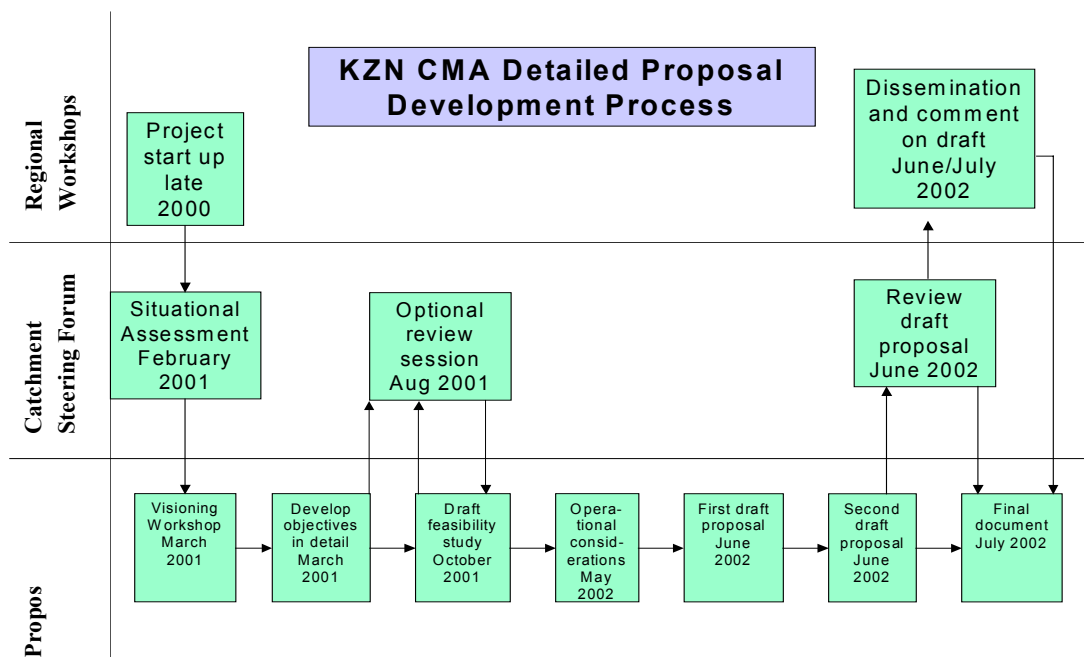 KZN CMA Detailed Proposal
Development Process
Regional
Workshops
Project
start up
late
2000
Dissemination
and comment
on draft
June/July
2002
Catchment
Steering Forum
Situational
Assessment
February
2001
Optional
review
session
Aug 2001
Review
draft
proposal
June 2002
Propos
Visioning
Workshop
March
2001
Develop
objectives
in detail
March
2001
Draft
feasibility
study
October
2001
Opera-
tional
consid-
erations
May
2002
First draft
proposal
June
2002
Second
draft
proposal
June
2002
Final
document
July 2002